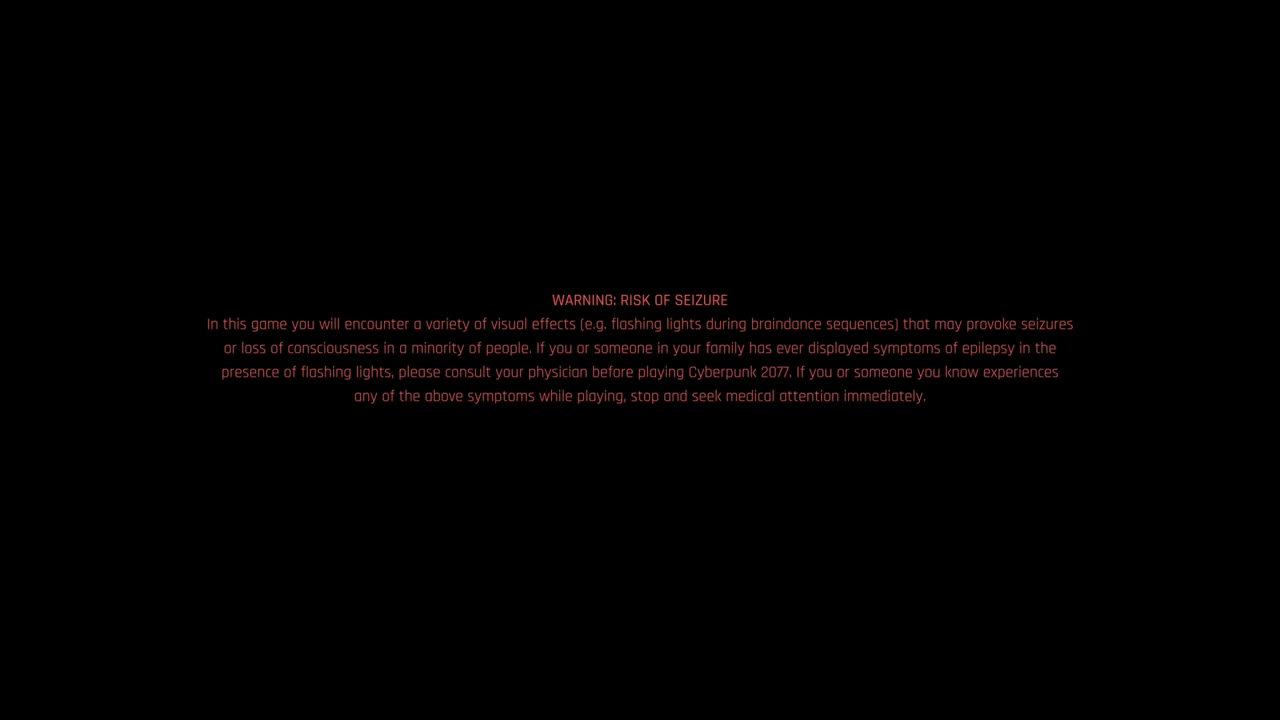 WARNING: RISK OF SEIZURE
In this game you will encounter a variety of visual effects (e.g. flashing lights during braindance sequences) that may provoke seizures
or loss of consciousness in a minority of people. If you or someone in your family has ever displayed symptoms of epilepsy in the
presence of flashing lights, please consult your physician before playing Cyberpunk 2077. If you or someone you know experiences
any of the above symptoms while playing, stop and seek medical attention immediately.